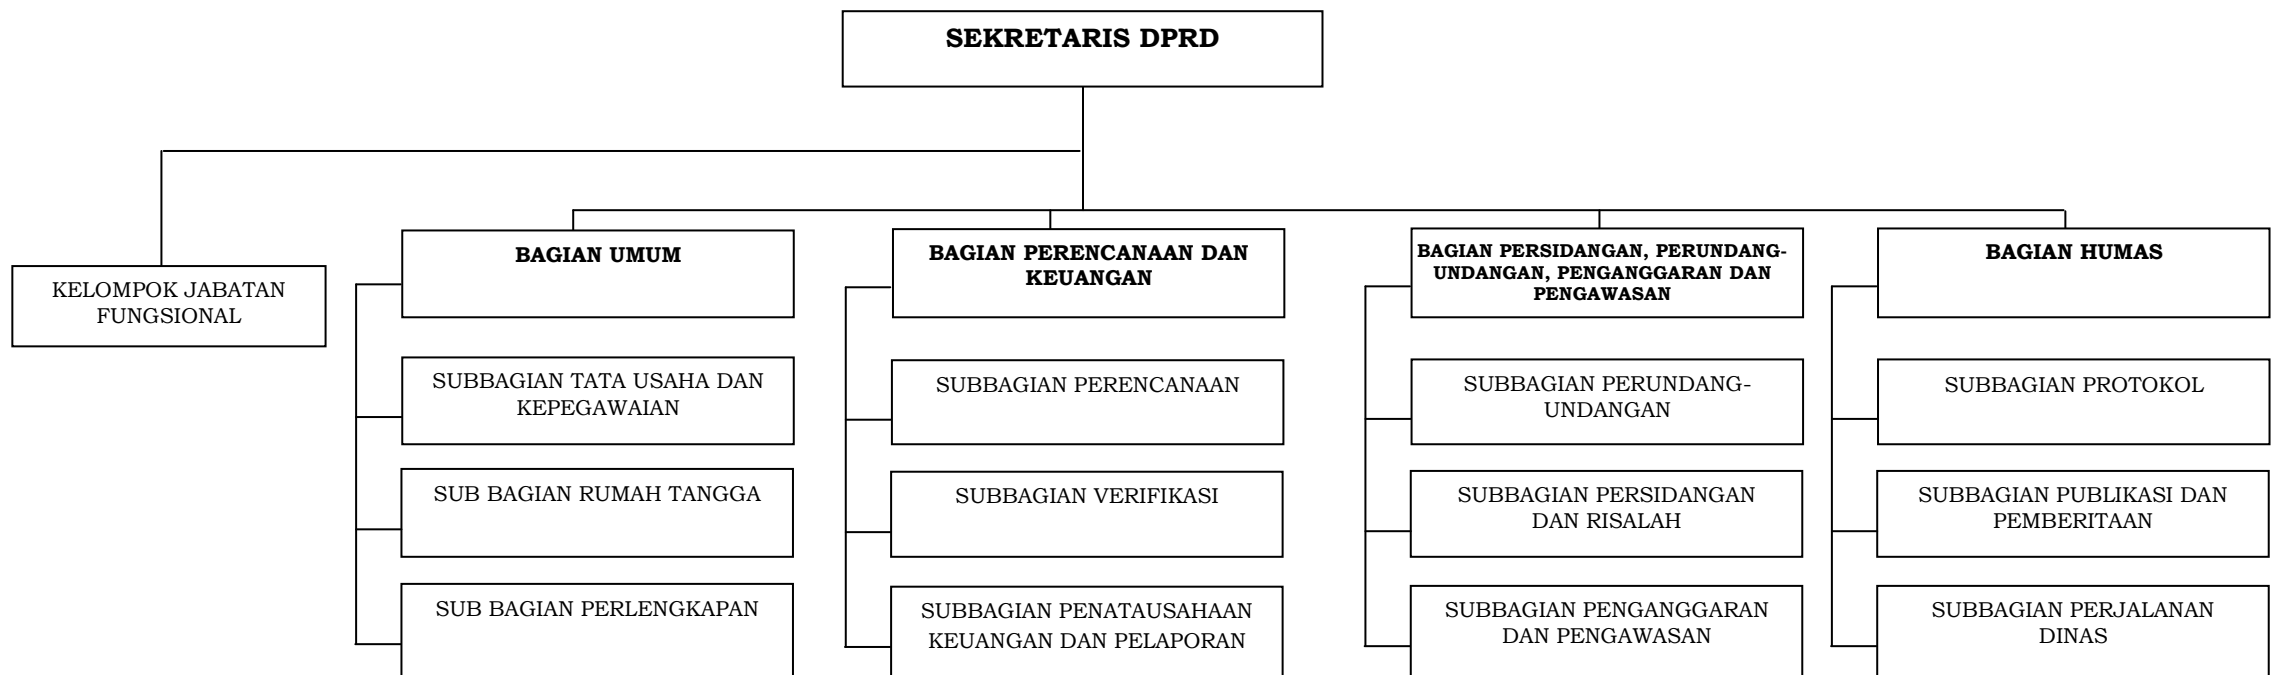 SEKRETARIS DPRD
KELOMPOK JABATAN
FUNGSIONAL
BAGIAN UMUM
SUBBAGIAN TATA USAHA DAN
KEPEGAWAIAN
SUB BAGIAN RUMAH TANGGA
SUB BAGIAN PERLENGKAPAN
BAGIAN PERENCANAAN DAN
KEUANGAN
SUBBAGIAN PERENCANAAN
SUBBAGIAN VERIFIKASI
SUBBAGIAN PENATAUSAHAAN
KEUANGAN DAN PELAPORAN
BAGIAN PERSIDANGAN, PERUNDANG-
UNDANGAN, PENGANGGARAN DAN
PENGAWASAN
SUBBAGIAN PERUNDANG-
UNDANGAN
SUBBAGIAN PERSIDANGAN
DAN RISALAH
SUBBAGIAN PENGANGGARAN
DAN PENGAWASAN
BAGIAN HUMAS
SUBBAGIAN PROTOKOL
SUBBAGIAN PUBLIKASI DAN
PEMBERITAAN
SUBBAGIAN PERJALANAN
DINAS